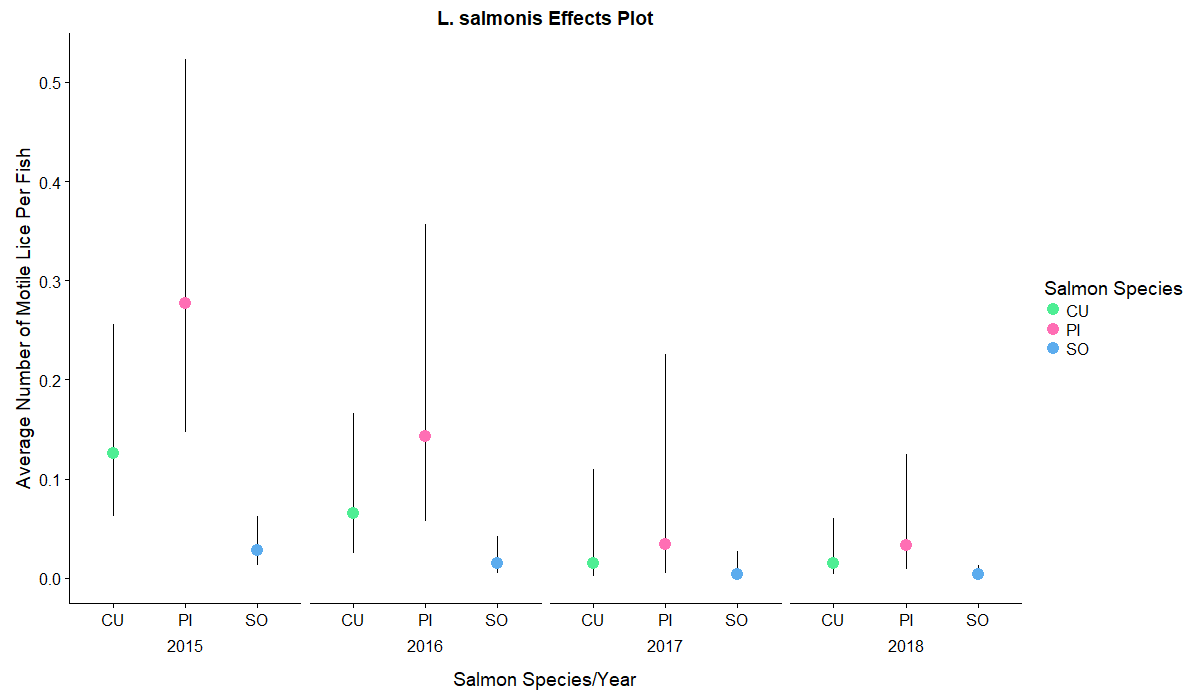 L. salmonis Effects Plot
Average Number of Motile Lice Per Fish
0.5
0.4
0.3
0.2
0.1
0.0
CU PI SO CU PI SO CU PI SO CU PI SO
2015 2016 2017 2018
Salmon Species/Year
Salmon Species
CU
PI
SO